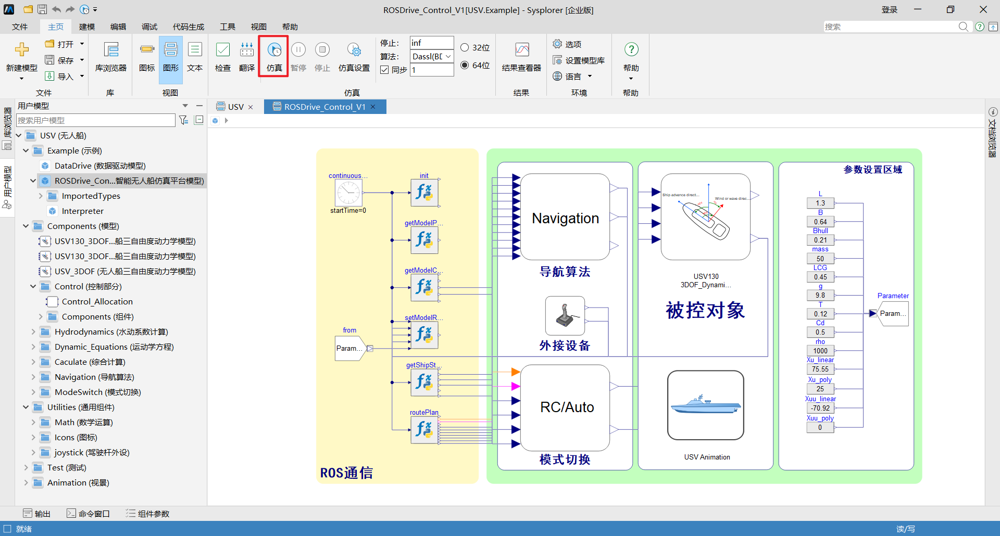 ROSDrive_Control_V1[USV.Example] - Sysplorer [企业版]
登录
文件
主页
建模
编辑
调试
代码生成
工具
视图
帮助
搜索
新建模型
打开
保存
导入
文件
库浏览器
库
图标
图形
文本
视图
检查
翻译
仿真
暂停
停止
仿真设置
停止：
inf
算法：
Dassl(BD
同步
1
32位
64位
仿真
结果查看器
结果
选项
设置模型库
语言
环境
帮助
帮助
库浏览器
用户模型
用户模型
搜索用户模型
USV (无人船)
Example (示例)
DataDrive (数据驱动模型)
ROSDrive_Con...智能无人船仿真平台模型)
ImportedTypes
Interpreter
Components (模型)
USV130_3DOF...船三自由度动力学模型)
USV130_3DOF...船三自由度动力学模型)
USV_3DOF (无人船三自由度动力学模型)
Control (控制部分)
Control_Allocation
Components (组件)
Hydrodynamics (水动系数计算)
Dynamic_Equations (运动学方程)
Caculate (综合计算)
Navigation (导航算法)
ModeSwitch (模式切换)
Utilities (通用组件)
Math (数学运算)
Icons (图标)
joystick (驾驶杆外设)
Test (测试)
Animation (视景)
USV
ROSDrive_Control_V1
文档浏览器
continuous...
startTime=0
init
getModelP...
getModelC...
setModelR...
from
Param...
getShipSt...
routePlan
ROS通信
Navigation
导航算法
外接设备
RC/Auto
模式切换
Ship advance direct...
Wind or wave direc...
USV130
3DOF_Dynami...
被控对象
USV Animation
参数设置区域
L
1.3
B
0.64
Bhull
0.21
mass
50
LCG
0.45
g
9.8
T
0.12
Cd
0.5
rho
1000
Xu_linear
75.55
Xu_poly
25
Xuu_linear
-70.92
Xuu_poly
0
Parameter
Param...
输出
命令窗口
组件参数
就绪
读/写